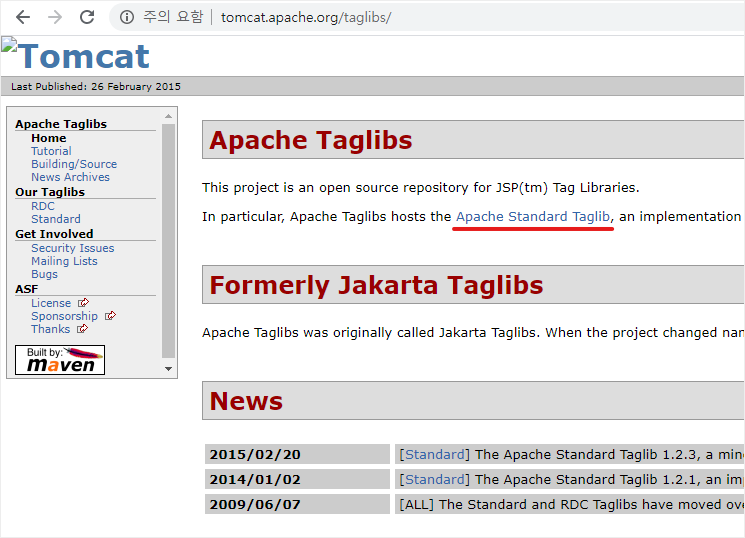 주의 요함 | tomcat.apache.org/taglibs/
Tomcat
Last Published: 26 February 2015
Apache Taglibs
Home
Tutorial
Building/Source
News Archives
Our Taglibs
RDC
Standard
Get Involved
Security Issues
Mailing Lists
Bugs
ASF
License
Sponsorship
Thanks
Built by:
maven
Apache Taglibs
This project is an open source repository for JSP(tm) Tag Libraries.
In particular, Apache Taglibs hosts the Apache Standard Taglib, an implementation
Formerly Jakarta Taglibs
Apache Taglibs was originally called Jakarta Taglibs. When the project changed nam
News
2015/02/20 [Standard] The Apache Standard Taglib 1.2.3, a mino
2014/01/02 [Standard] The Apache Standard Taglib 1.2.1, an imp
2009/06/07 [ALL] The Standard and RDC Taglibs have moved ove